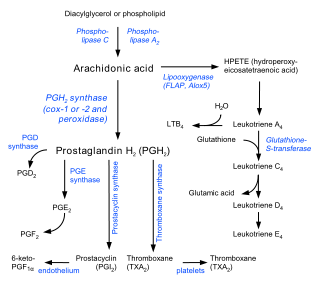 Diacylglycerol or phospholipid
Phospho-
lipase C
Phospho-
lipase A2
Arachidonic acid
Lipooxygenase
(FLAP, Alox5)
HPETE (hydroperoxy-
eicosatetraenoic acid)
PGH2 synthase
(cox-1 or -2 and
peroxidase)
H2O
LTB4
Leukotriene A4
Glutathione
Glutathione-
S-transferase
PGD
synthase
Prostaglandin H2 (PGH2)
PGD2
PGE
synthase
Prostacyclin synthase
Thromboxane synthase
Leukotriene C4
Glutamic acid
Leukotriene D4
PGE2
PGF2
Leukotriene E4
6-keto-
PGF1α
endothelium
Prostacyclin
(PGI2)
Thromboxane
(TXA2)
platelets
Thromboxane
(TXA2)